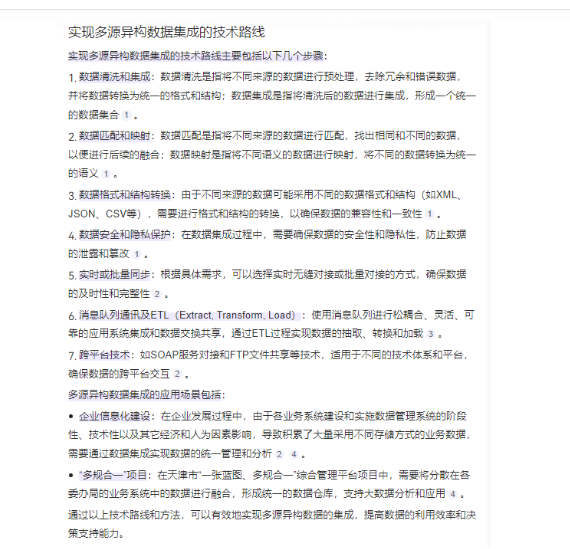 实现多源异构数据集成的技术路线
实现多源异构数据集成的技术路线主要包括以下几个步骤：
1. 数据清洗和集成：数据清洗是指将不同来源的数据进行预处理，去除冗余和错误数据，
并将数据转换为统一的格式和结构；数据集成是指将清洗后的数据进行集成，形成一个统一
的数据集合 1 。
2. 数据匹配和映射：数据匹配是指将不同来源的数据进行匹配，找出相同和不同的数据，
以便进行后续的融合；数据映射是指将不同语义的数据进行映射，将不同的数据转换为统一
的语义 1 。
3. 数据格式和结构转换：由于不同来源的数据可能采用不同的数据格式和结构（如XML、
JSON、CSV等），需要进行格式和结构的转换，以确保数据的兼容性和一致性 1 。
4. 数据安全和隐私保护：在数据集成过程中，需要确保数据的安全性和隐私性，防止数据
的泄露和篡改 1 。
5. 实时或批量同步：根据具体需求，可以选择实时无缝对接或批量对接的方式，确保数据
的及时性和完整性 2 。
6. 消息队列通讯及ETL（Extract, Transform, Load）：使用消息队列进行松耦合、灵活、可
靠的应用系统集成和数据交换共享，通过ETL过程实现数据的抽取、转换和加载 3 。
7. 跨平台技术：如SOAP服务对接和FTP文件共享等技术，适用于不同的技术体系和平台，
确保数据的跨平台交互 2 。
多源异构数据集成的应用场景包括：
• 企业信息化建设：在企业发展过程中，由于各业务系统建设和实施数据管理系统的阶段
性、技术性以及其它经济和人为因素影响，导致积累了大量采用不同存储方式的业务数据，
需要通过数据集成实现数据的统一管理和分析 2 4 。
• “多规合一”项目：在天津市“一张蓝图、多规合一”综合管理平台项目中，需要将分散在各
委办局的业务系统中的数据进行融合，形成统一的数据仓库，支持大数据分析和应用 4 。
通过以上技术路线和方法，可以有效地实现多源异构数据的集成，提高数据的利用效率和决
策支持能力。